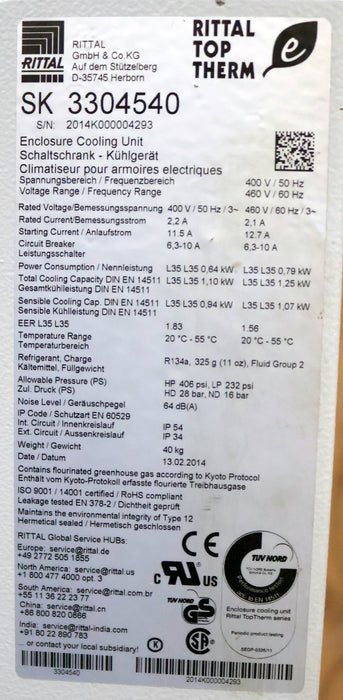 RITTAL
RITTAL
GmbH & Co.KG
Auf dem Stützelberg
D-35745 Herborn
RITTAL
TOP
THERM
e
SK 3304540
S/N: 2014K000004293
Enclosure Cooling Unit
Schaltschrank - Kühlgerät
Climatiseur pour armoires electriques
Spannungsbereich / Frequenzbereich 400 V / 50 Hz
Voltage Range / Frequency Range 460 V / 60 Hz
Rated Voltage/Bemessungsspannung 400 V / 50 Hz / 3~ 460 V / 60 Hz / 3~
Rated Current/Bemessungsstrom 2,2 A 2,1 A
Starting Current / Anlaufstrom 11.5 A 12.7 A
Circuit Breaker 6,3-10 A 6,3-10 A
Leistungsschalter
Power Consumption / Nennleistung L35 L35 0,64 kW L35 L35 0,79 kW
Total Cooling Capacity DIN EN 14511 L35 L35 1,10 kW L35 L35 1.25 kW
Gesamtkühlleistung DIN EN 14511
Sensible Cooling Cap. DIN EN 14511 L35 L35 0,94 kW L35 L35 1,07 kW
Sensible Kühlleistung DIN EN 14511
EER L35 L35 1.83 1.56
Temperature Range 20 °C - 55 °C 20 °C - 55 °C
Temperaturbereich
Refrigerant, Charge R134a, 325 g (11 oz), Fluid Group 2
Kältemittel, Füllgewicht
Allowable Pressure (PS) HP 406 psi, LP 232 psi
Zul. Druck (PS) HD 28 bar, ND 16 bar
Noise Level / Geräuschpegel 64 dB(A)
IP Code / Schutzart EN 60529
Int. Circuit / Innenkreislauf IP 54
Ext. Circuit / Aussenkreislauf IP 34
Weight / Gewicht 40kg
Date / Datum 13.02.2014
Contains flourinated greenhouse gas according to Kyoto Protocol
Enthält vom Kyoto-Protokoll erfasste flourierte Treibhausgase
ISO 9001 / 14001 certified / RoHS compliant
Leakage tested EN 378-2 / Dichtheit geprüft
Maintains the environmental integrity of Type 12
Hermetical sealed / Hermetisch geschlossen
RITTAL Global Service HUBs:
Europe: service@rittal.de
+49 2772 505 1855
North America: service@rittal.us
+1 800 477 4000 opt. 3
South America: service@rittal.com.br
+55 11 36 22 23 77
China: service@rittal.cn
+86 800 820 0866
India: service@rittal-india.com
+91 80 22 890 783
... or contact your local subsidiary!
CE
C UL US
TÜV NORD
GS
SA
K
TÜV NORD
EN 14511
Enclosure cooling unit
Rittal TopTherm series
Periodic product testing
3304540
2014K000004293